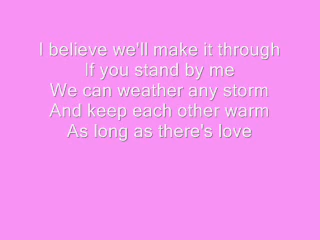 I believe we'll make it through
If you stand by me
We can weather any storm
And keep each other warm
As long as there's love